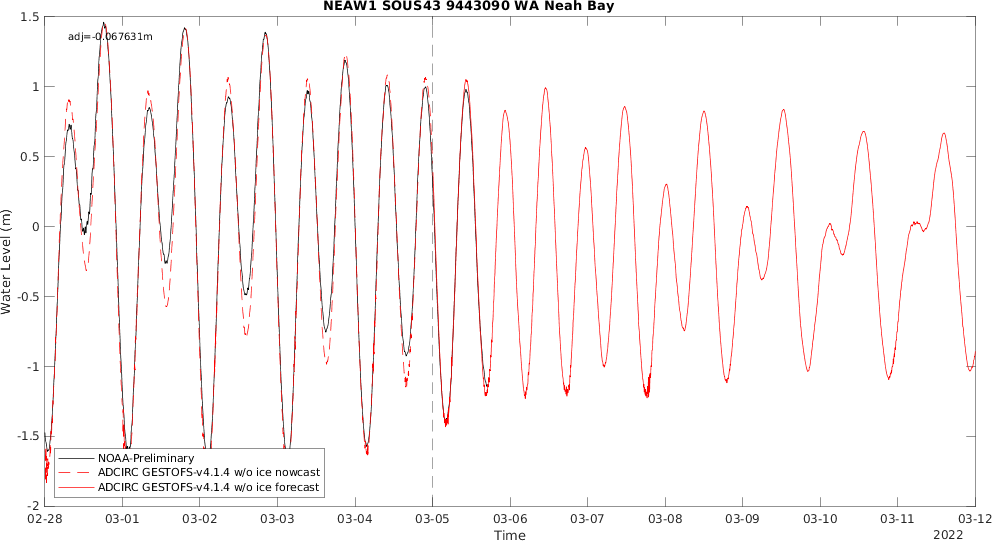 NEAW1 SOUS43 9443090 WA Neah Bay
adj=-0.067631m
1.5
1
0.5
0
-0.5
-1
-1.5
-2
Water Level (m)
NOAA-Preliminary
ADCIRC GESTOFS-v4.1.4 w/o ice nowcast
ADCIRC GESTOFS-v4.1.4 w/o ice forecast
02-28 03-01 03-02 03-03 03-04 03-05 03-06 03-07 03-08 03-09 03-10 03-11 03-12
Time
2022